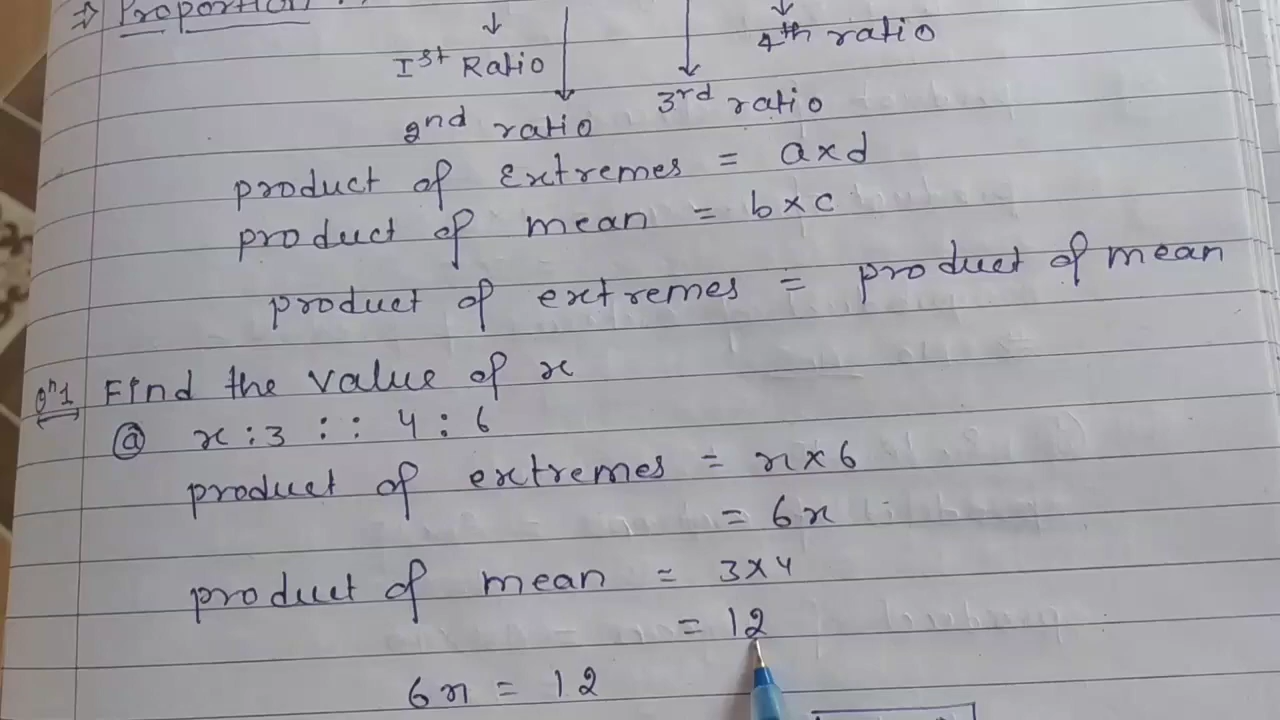 ⇒ Proportion :
4th ratio
Ist Ratio
3rd ratio
2nd ratio
product of Extremes = a×d
product of mean = b×c
product of extremes = product of mean
Qn1 Find the value of x
ⓐ x : 3 : : 4 : 6
product of extremes = x×6
= 6x
product of mean = 3×4
= 12
6x = 12